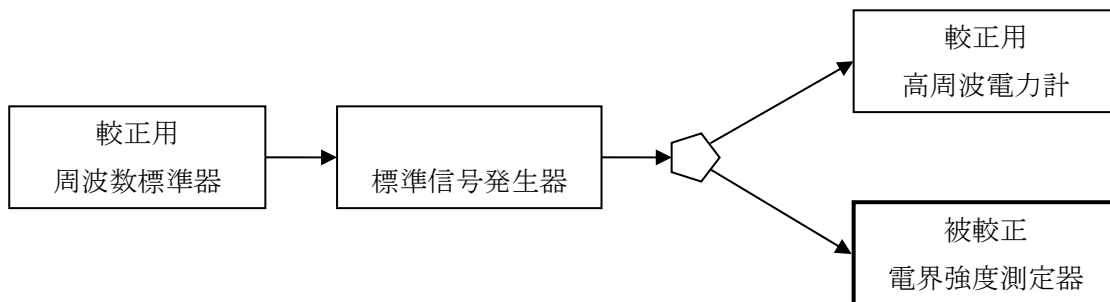 較正用
周波数標準器
標準信号発生器
較正用
高周波電力計
被較正
電界強度測定器